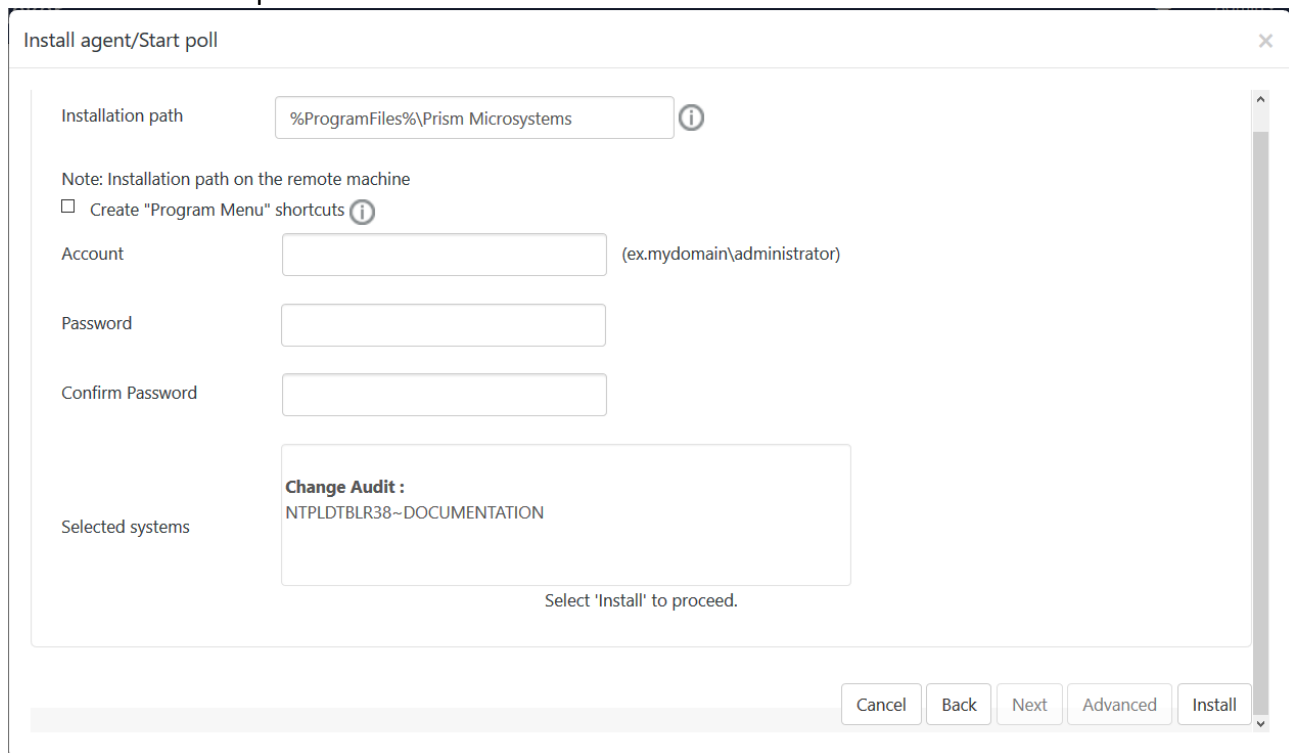 Install agent/Start poll
Installation path
%ProgramFiles%\Prism Microsystems
Note: Installation path on the remote machine
Create "Program Menu" shortcuts
Account
(ex.mydomain\administrator)
Password
Confirm Password
Selected systems
Change Audit :
NTPLDTBLR38~DOCUMENTATION
Select 'Install' to proceed.
Cancel Back Next Advanced Install